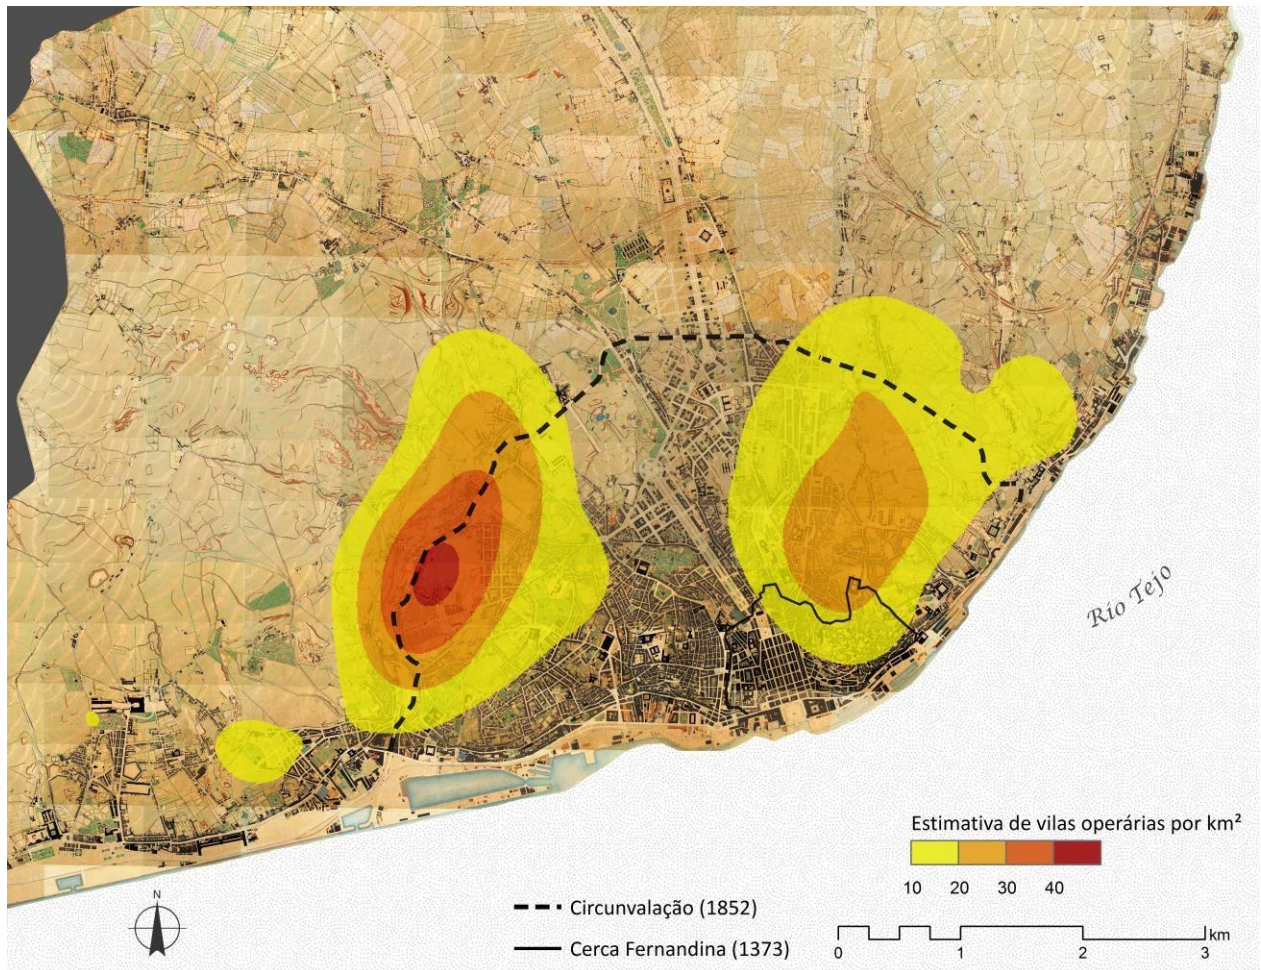 Rio Tejo
Estimativa de vilas operárias por km²
10 20 30 40
N
Circunvalação (1852)
Cerca Fernandina (1373)
km
0 1 2 3